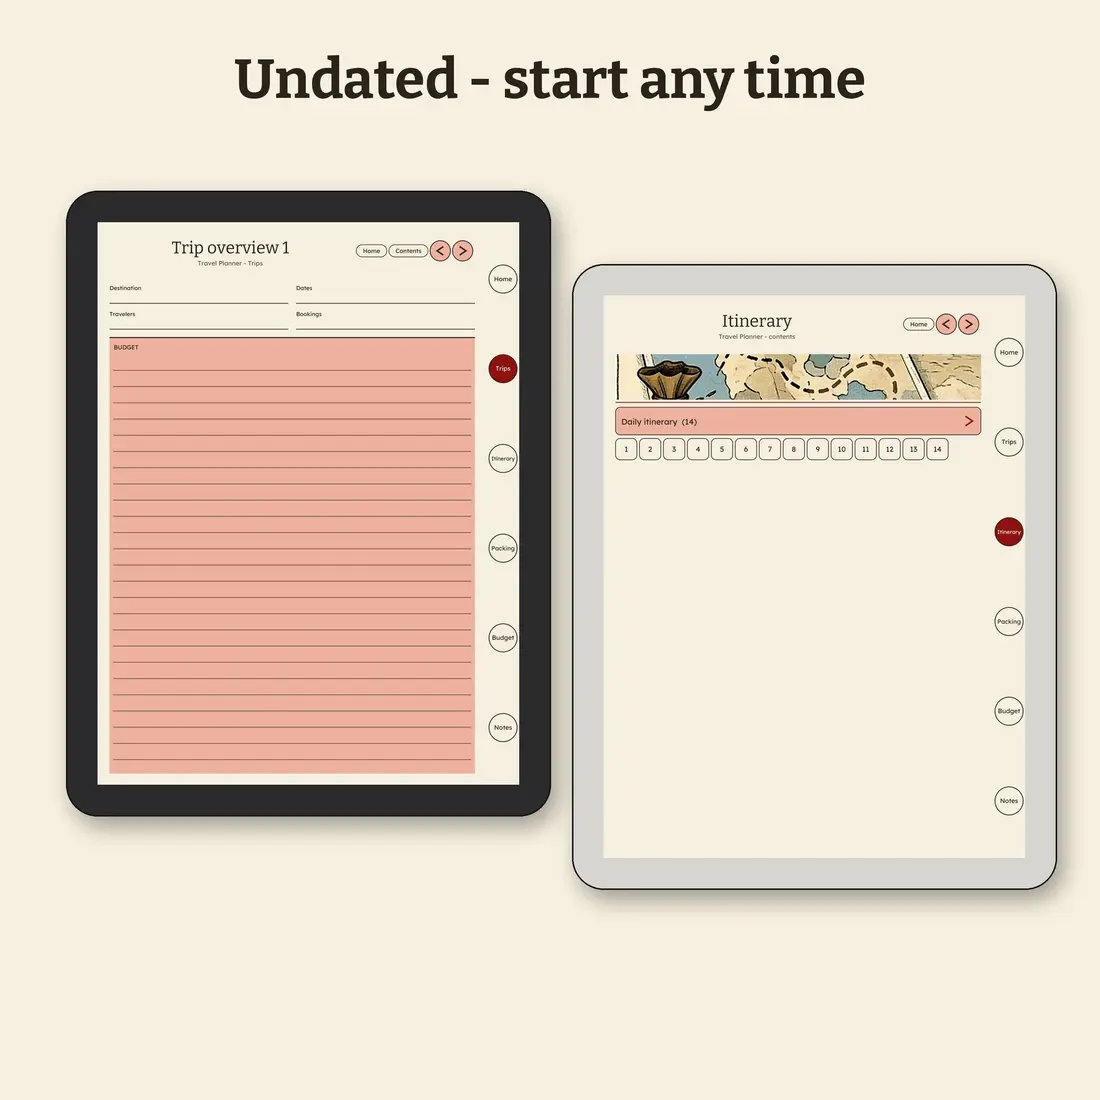 Undated - start any time
Trip overview 1
Travel Planner - Trips
Home
Contents
<
>
Destination
Dates
Travelers
Bookings
BUDGET
Home
Trips
Itinerary
Packing
Budget
Notes
Itinerary
Travel Planner - contents
Home
<
>
Daily itinerary (14)
>
1 2 3 4 5 6 7 8 9 10 11 12 13 14
Home
Trips
Itinerary
Packing
Budget
Notes